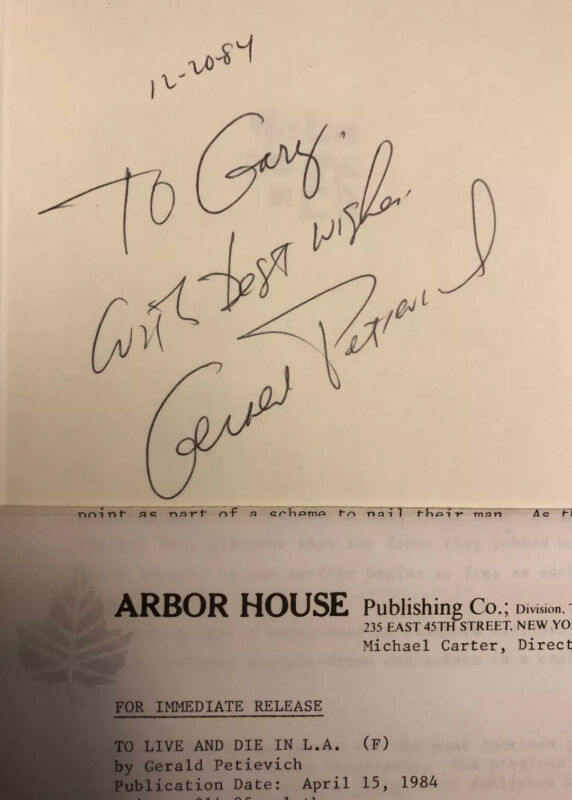 12-20-84
To Gary.
With best wishes
Gerald Petievich
point as part of a scheme to nail their man. As t
ARBOR HOUSE Publishing Co.; Division,
235 EAST 45TH STREET, NEW YO
Michael Carter, Direct
FOR IMMEDIATE RELEASE
TO LIVE AND DIE IN L.A. (F)
by Gerald Petievich
Publication Date: April 15, 1984